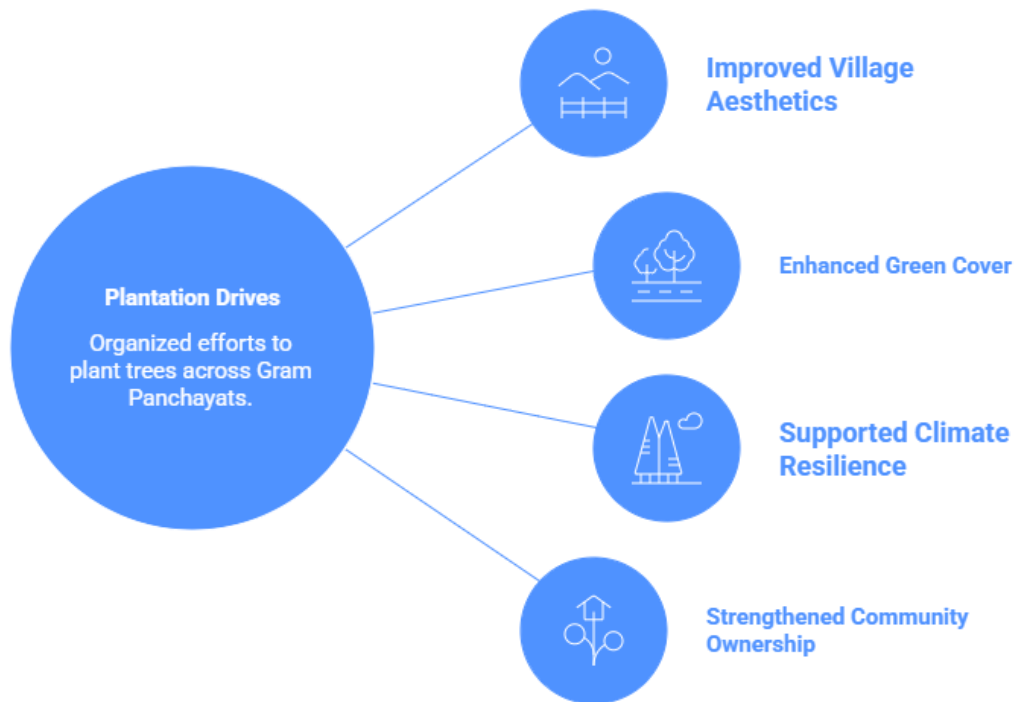 Improved Village
Aesthetics
Enhanced Green Cover
Plantation Drives
Organized efforts to
plant trees across Gram
Panchayats.
Supported Climate
Resilience
Strengthened Community
Ownership